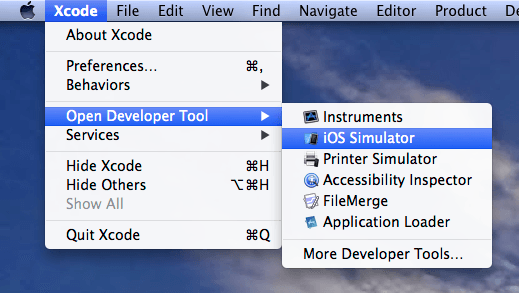 Xcode File Edit View Find Navigate Editor Product De
About Xcode
Preferences... ⌘,
Behaviors ▶
Open Developer Tool ▶
Services ▶
Hide Xcode ⌘H
Hide Others ⌥⌘H
Show All
Quit Xcode ⌘Q
Instruments
iOS Simulator
Printer Simulator
Accessibility Inspector
FileMerge
Application Loader
More Developer Tools...